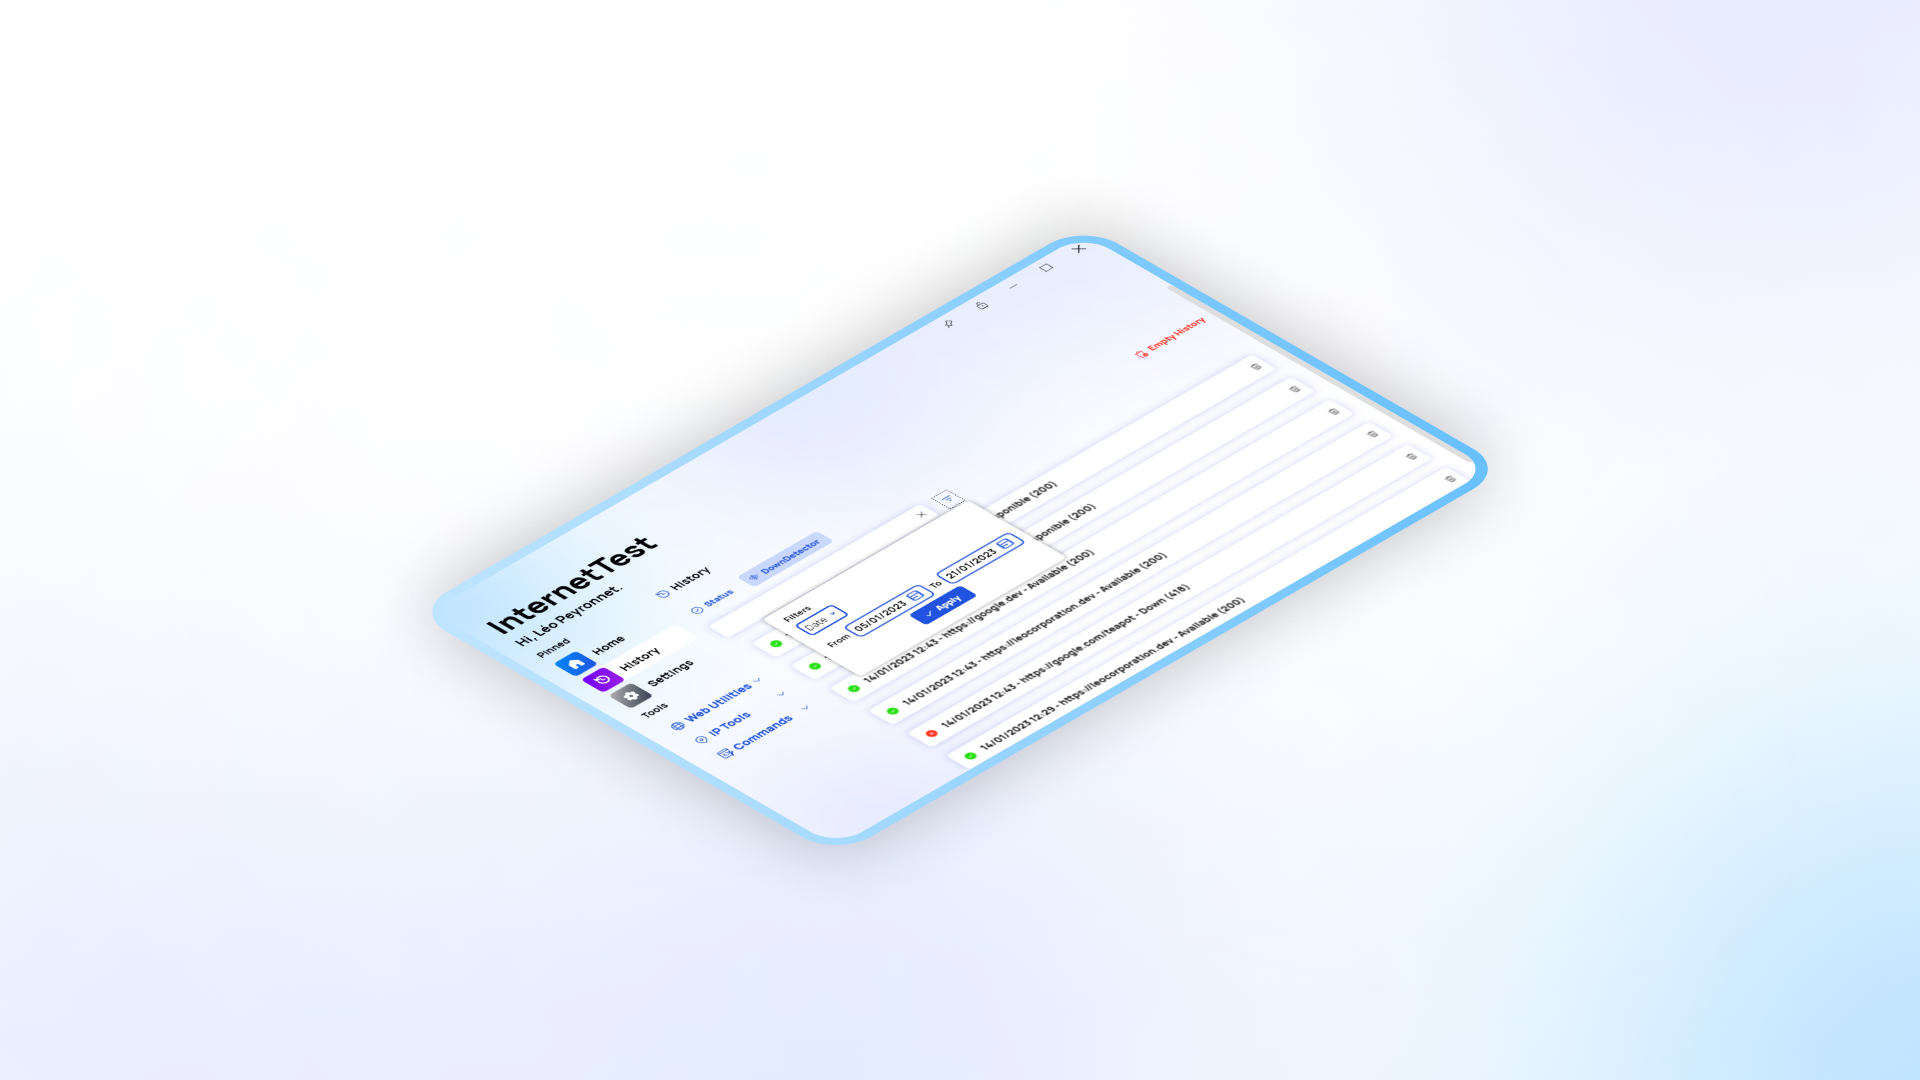 InternetTest
Hi, Léo Peyronnet.
Pinned
Home
History
Settings
Tools
Web Utilities
IP Tools
Commands
History
Status
DownDetector
Empty History
Filters
Date
From
05/01/2023
To
21/01/2023
Apply
ponible (200)
ponible (200)
14/01/2023 12:43 - https://google.dev - Available (200)
14/01/2023 12:43 - https://leocorporation.dev - Available (200)
14/01/2023 12:43 - https://google.com/teapot - Down (418)
14/01/2023 12:29 - https://leocorporation.dev - Available (200)